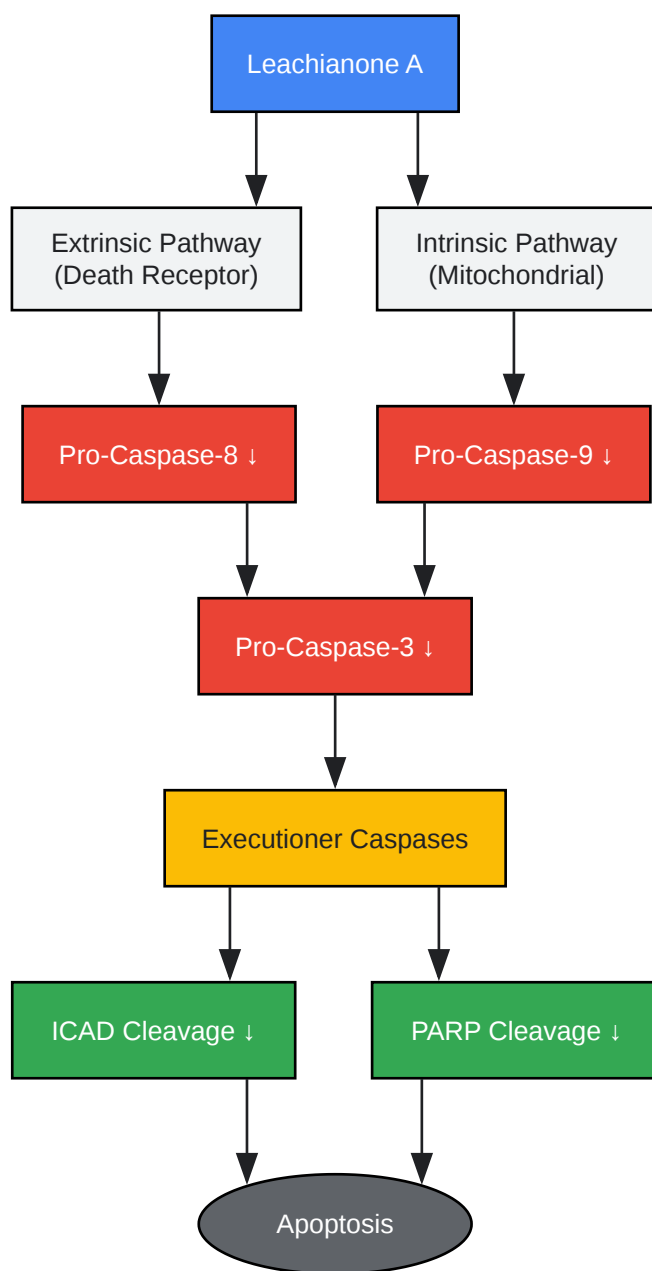 Leachianone A
Extrinsic Pathway
(Death Receptor)
Intrinsic Pathway
(Mitochondrial)
Pro-Caspase-8 ↓
Pro-Caspase-9 ↓
Pro-Caspase-3 ↓
Executioner Caspases
ICAD Cleavage ↓
PARP Cleavage ↓
Apoptosis